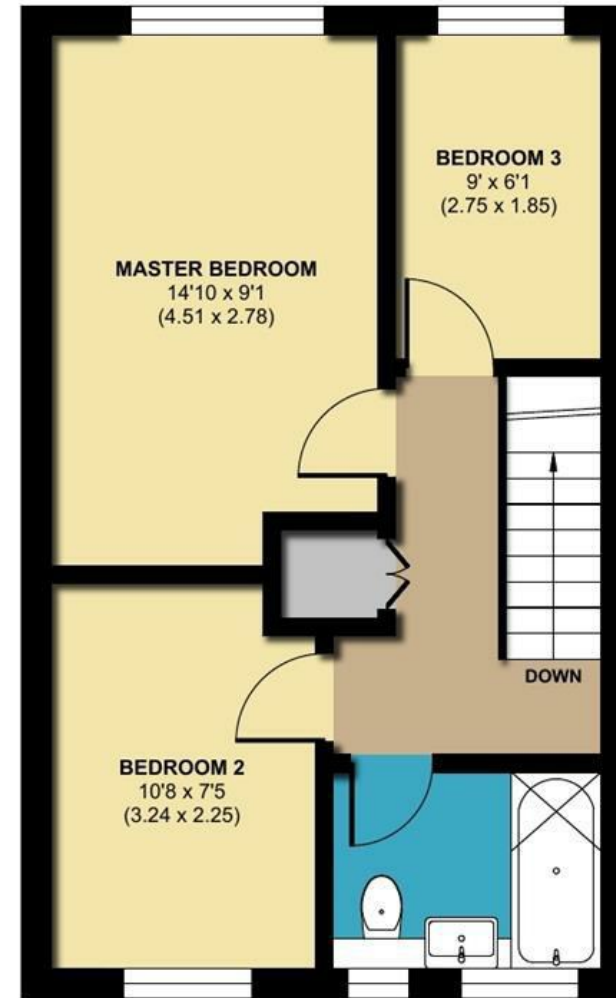 BEDROOM 3
9' x 6'1
(2.75 x 1.85)
MASTER BEDROOM
14'10 x 9'1
(4.51 x 2.78)
DOWN
BEDROOM 2
10'8 x 7'5
(3.24 x 2.25)